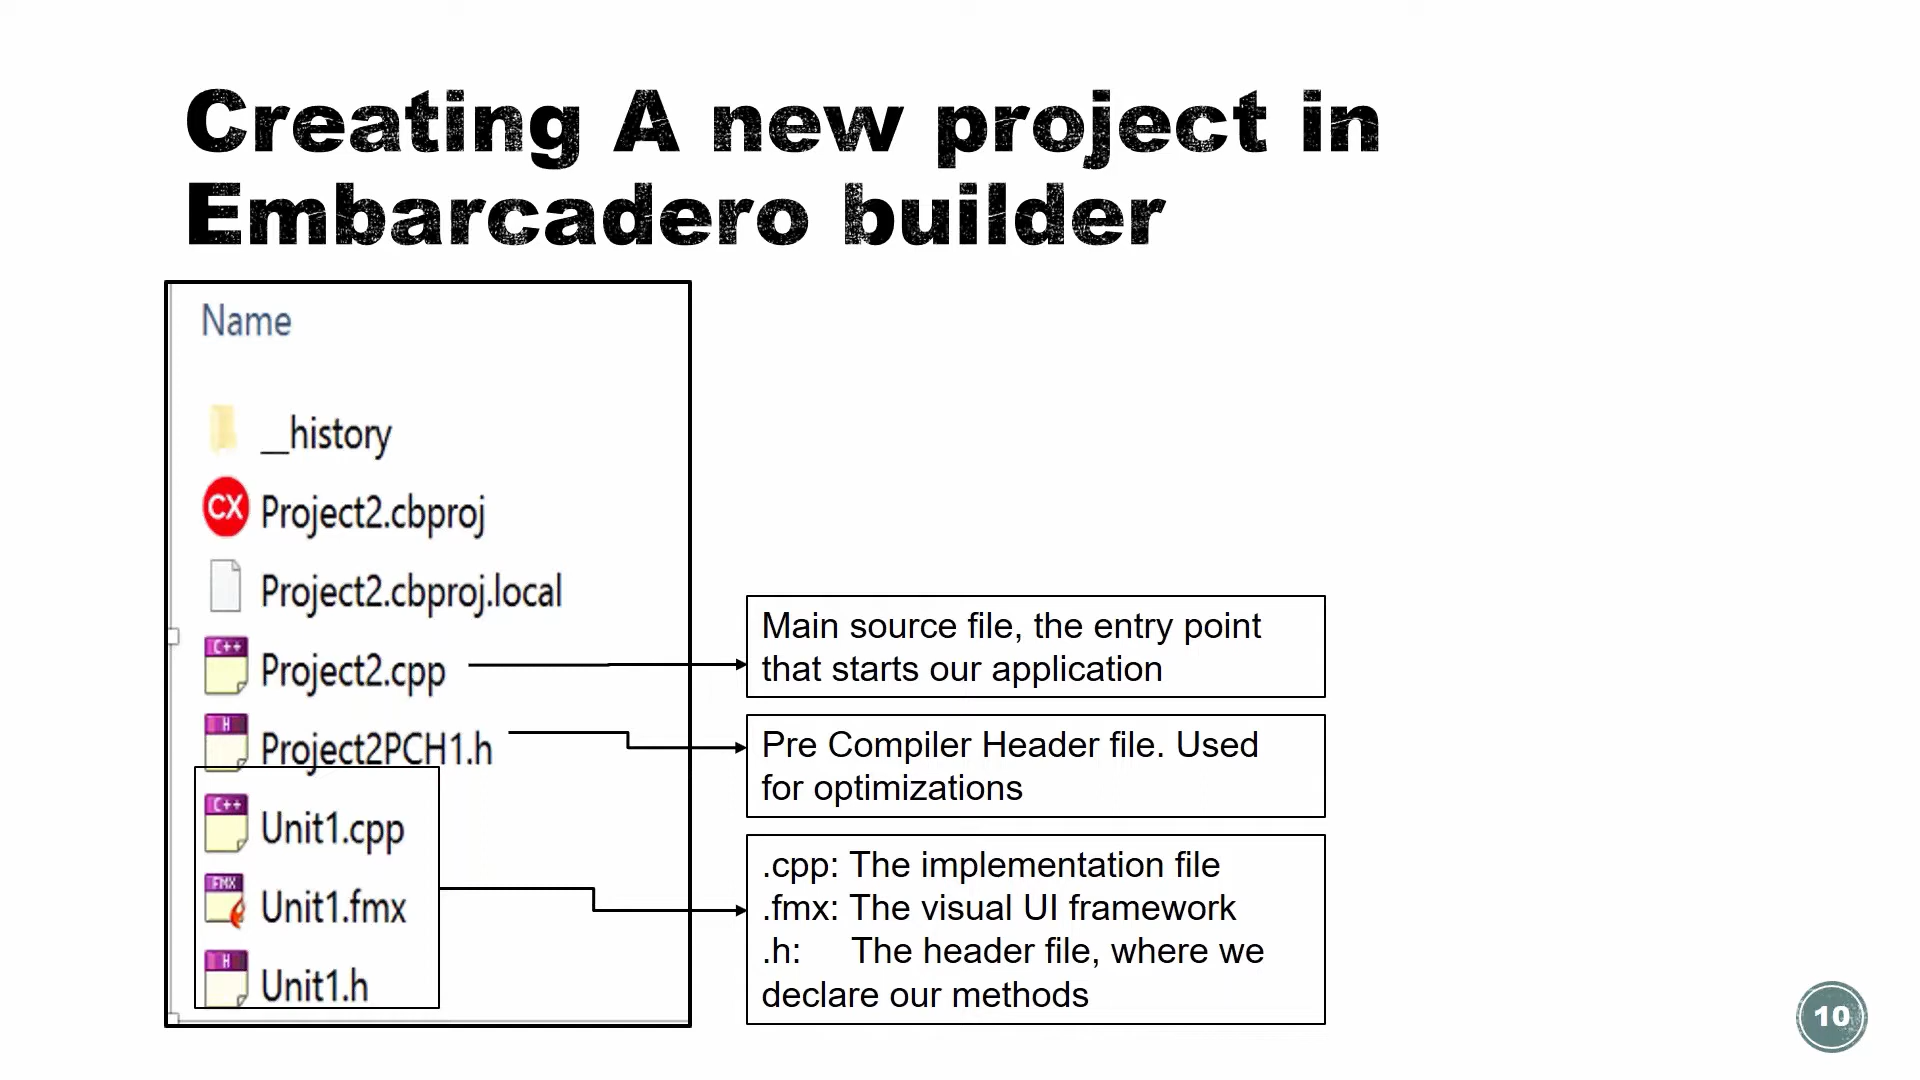 Creating A new project in
Embarcadero builder
Name
__history
CX
Project2.cbproj
Project2.cbproj.local
C++
Project2.cpp
H
Project2PCH1.h
C++
Unit1.cpp
FMX
Unit1.fmx
H
Unit1.h
Main source file, the entry point
that starts our application
Pre Compiler Header file. Used
for optimizations
.cpp: The implementation file
.fmx: The visual UI framework
.h: The header file, where we
declare our methods
10